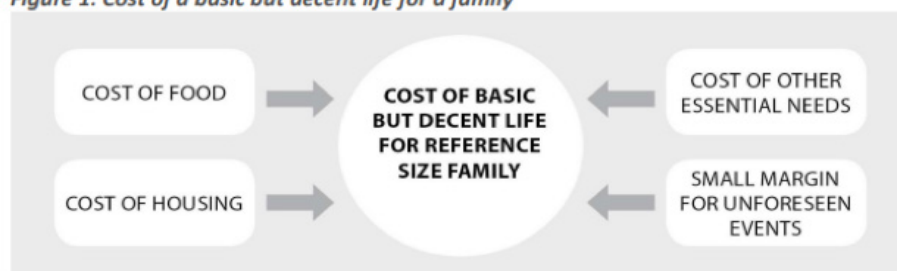 Figure 1. Cost of a basic but decent life for a family
COST OF FOOD
COST OF HOUSING
COST OF BASIC
BUT DECENT LIFE
FOR REFERENCE
SIZE FAMILY
COST OF OTHER
ESSENTIAL NEEDS
SMALL MARGIN
FOR UNFORESEEN
EVENTS